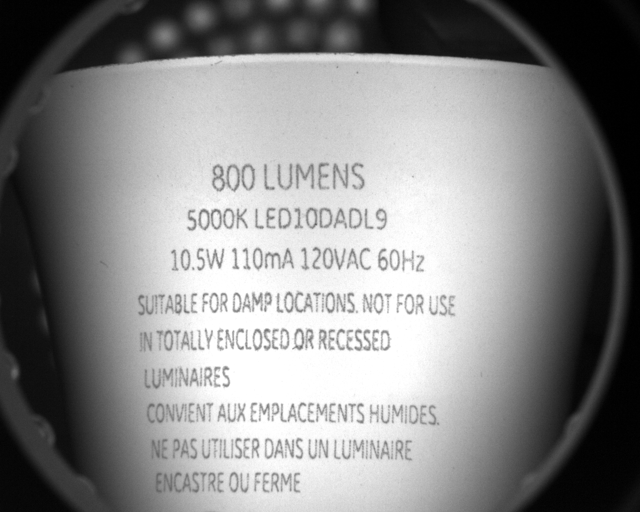 800 LUMENS
5000K LED10DADL9
10.5W 110mA 120VAC 60Hz
SUITABLE FOR DAMP LOCATIONS. NOT FOR USE
IN TOTALLY ENCLOSED OR RECESSED
LUMINAIRES
CONVIENT AUX EMPLACEMENTS HUMIDES.
NE PAS UTILISER DANS UN LUMINAIRE
ENCASTRE OU FERME